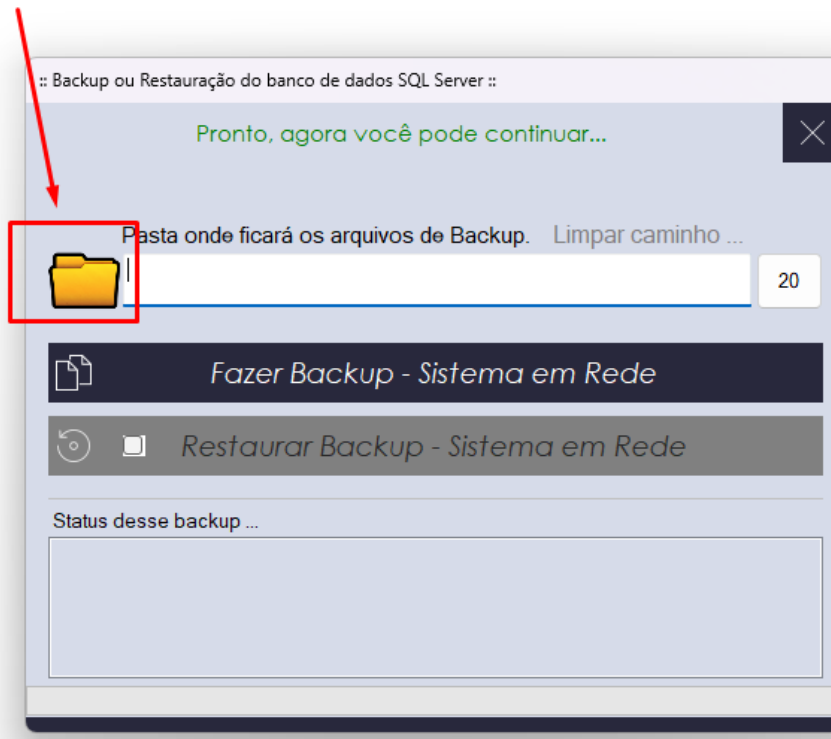 :: Backup ou Restauração do banco de dados SQL Server ::
Pronto, agora você pode continuar...
Pasta onde ficará os arquivos de Backup. Limpar caminho ...
20
Fazer Backup - Sistema em Rede
Restaurar Backup - Sistema em Rede
Status desse backup ...